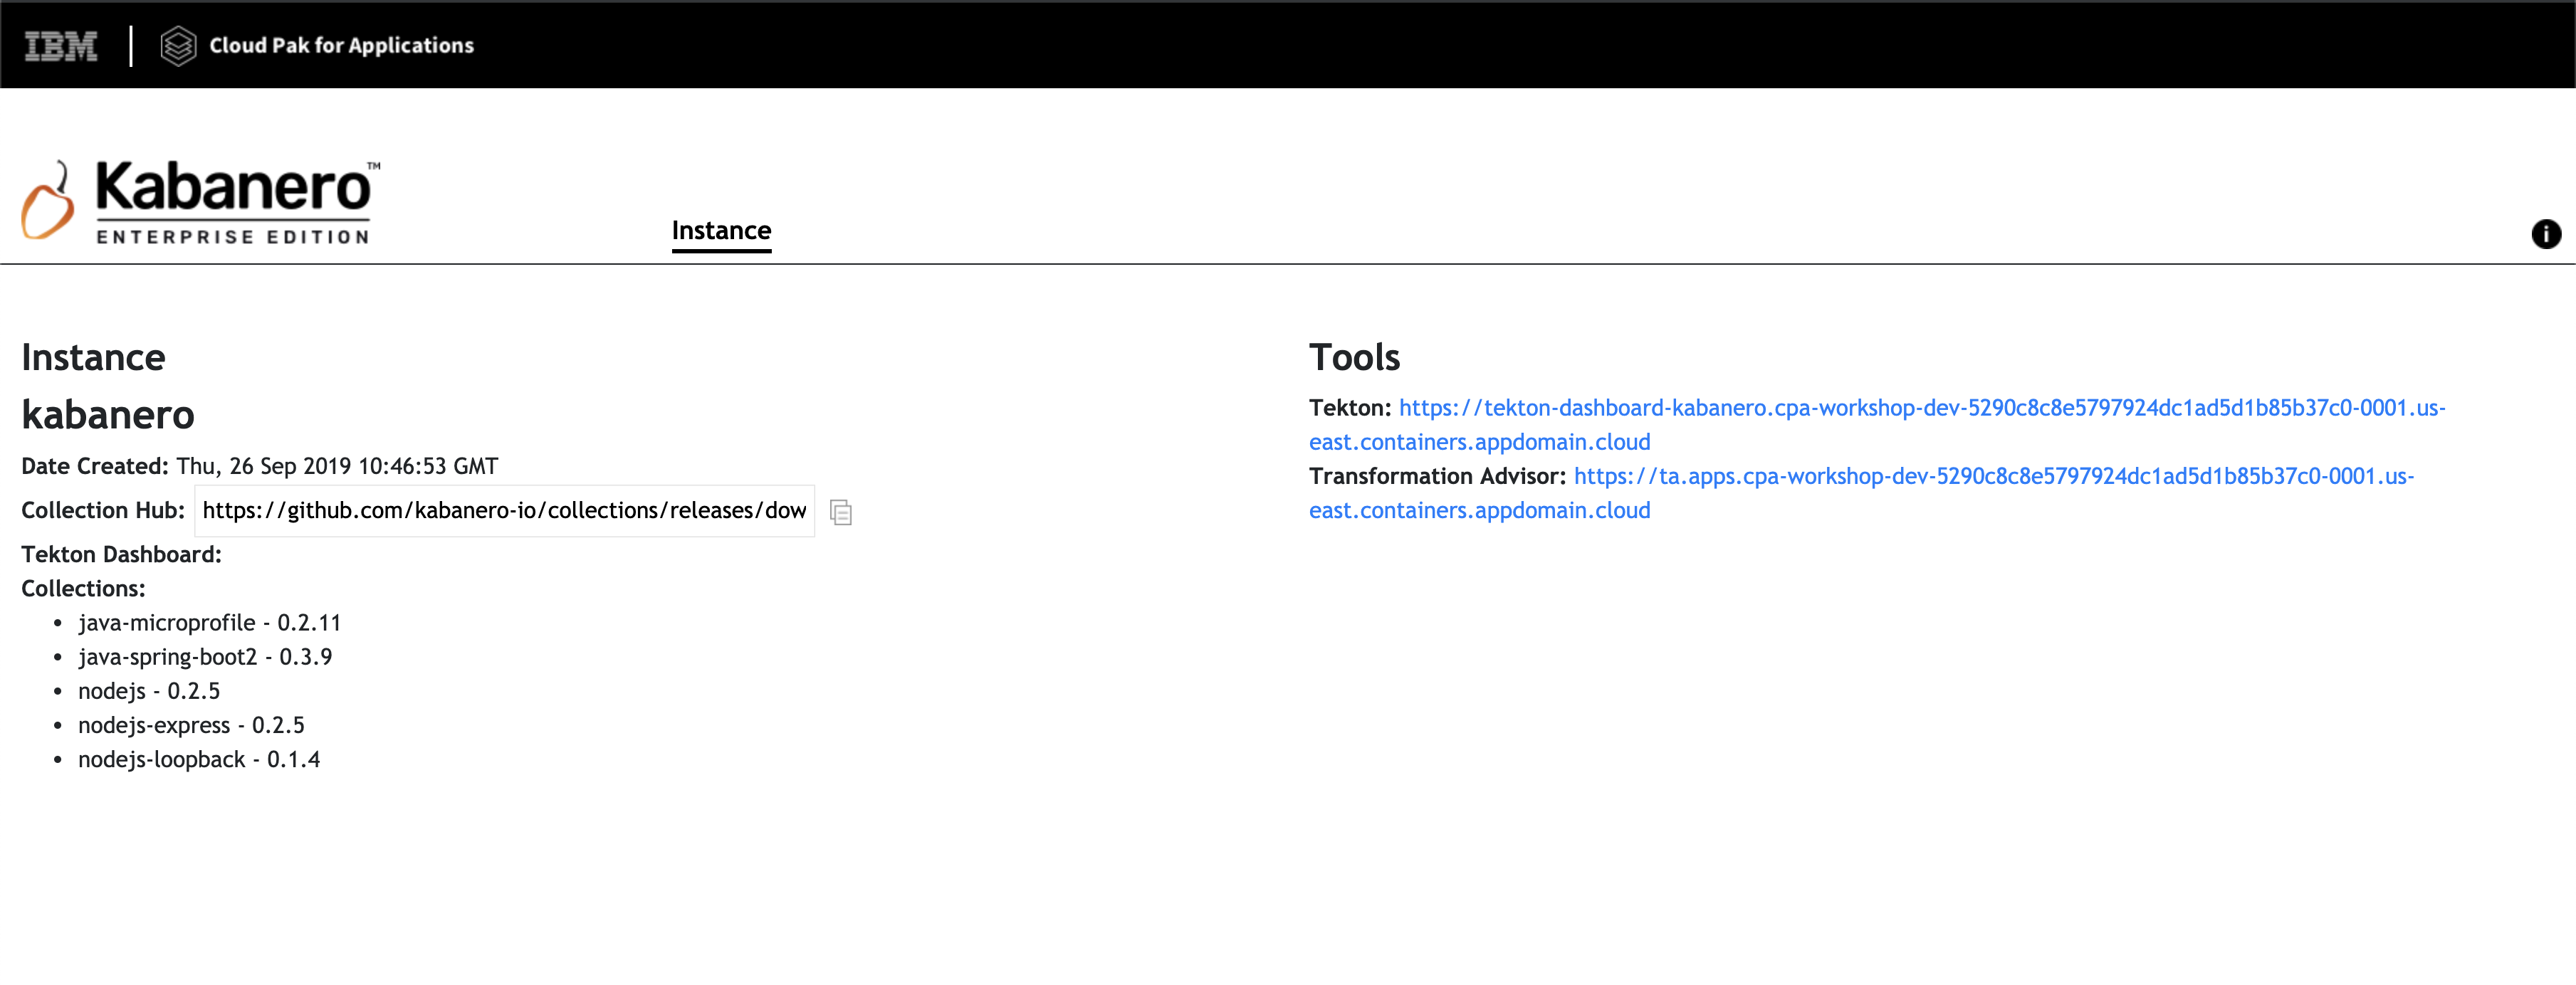 IBM | Cloud Pak for Applications
Kabanero™
ENTERPRISE EDITION
Instance
Instance
kabanero
Date Created: Thu, 26 Sep 2019 10:46:53 GMT
Collection Hub: https://github.com/kabanero-io/collections/releases/dow
Tekton Dashboard:
Collections:
• java-microprofile - 0.2.11
• java-spring-boot2 - 0.3.9
• nodejs - 0.2.5
• nodejs-express - 0.2.5
• nodejs-loopback - 0.1.4
Tools
Tekton: https://tekton-dashboard-kabanero.cpa-workshop-dev-5290c8c8e5797924dc1ad5d1b85b37c0-0001.us-
east.containers.appdomain.cloud
Transformation Advisor: https://ta.apps.cpa-workshop-dev-5290c8c8e5797924dc1ad5d1b85b37c0-0001.us-
east.containers.appdomain.cloud